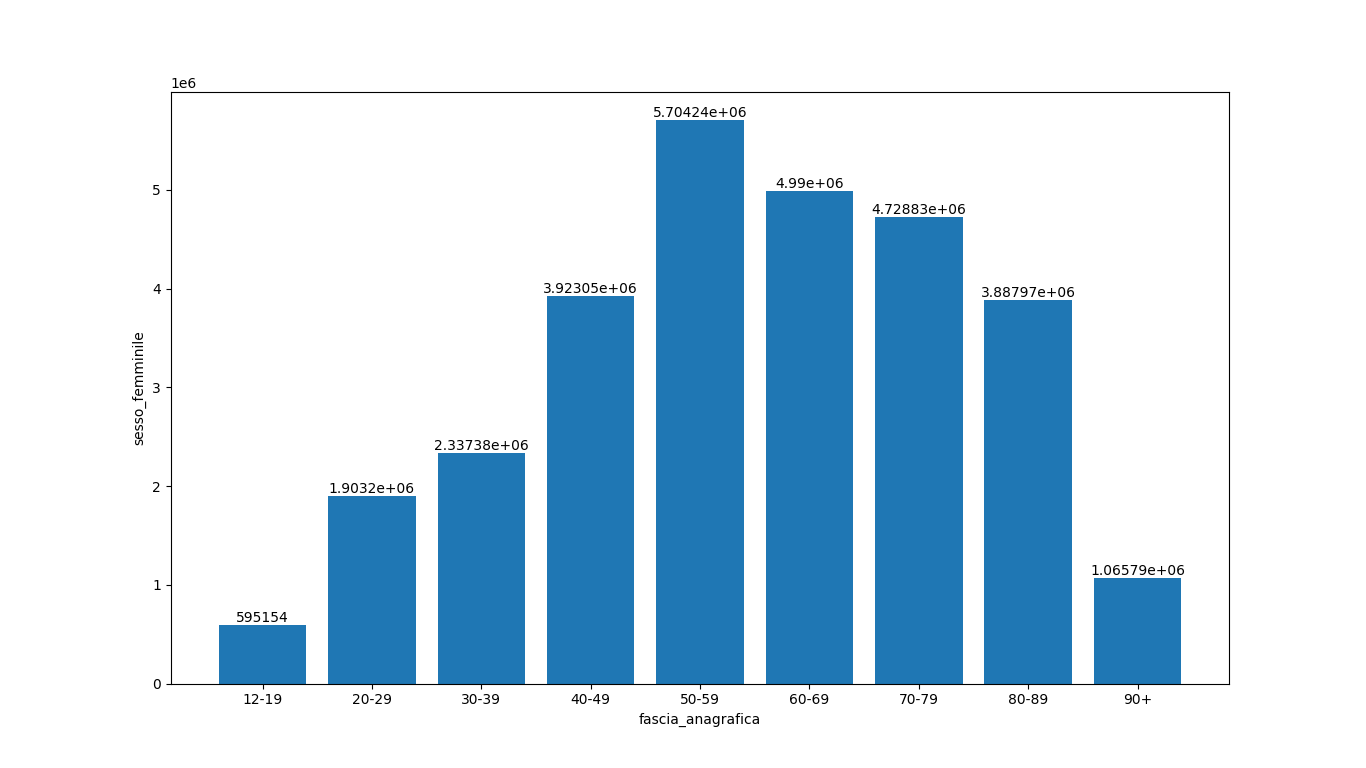 1e6
5.70424e+06
4.99e+06
4.72883e+06
3.92305e+06
3.88797e+06
2.33738e+06
1.9032e+06
1.06579e+06
595154
5
4
3
2
1
0
sesso_femminile
12-19 20-29 30-39 40-49 50-59 60-69 70-79 80-89 90+
fascia_anagrafica